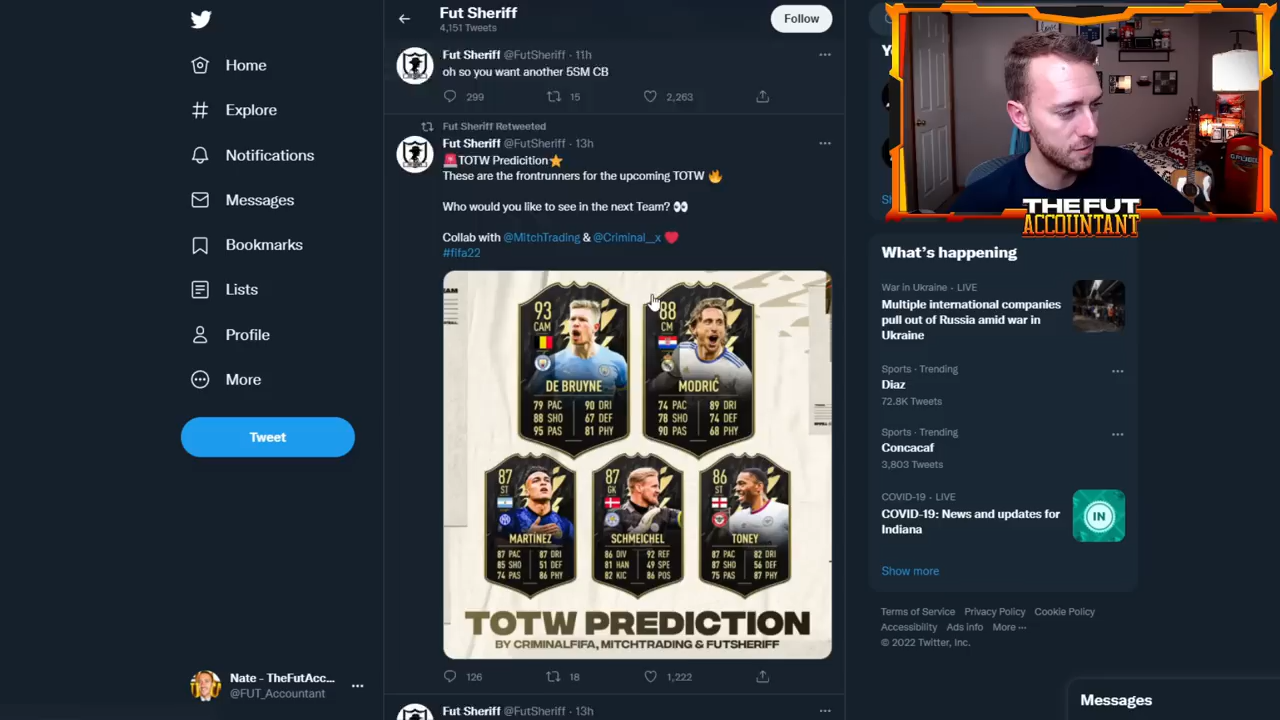 Fut Sheriff
4,151 Tweets
Follow
Home
Explore
Notifications
Messages
Bookmarks
Lists
Profile
More
Tweet
Nate - TheFutAcc...
@FUT_Accountant
Fut Sheriff @FutSheriff · 11h
oh so you want another 5SM CB
299 15 2,263
Fut Sheriff Retweeted
Fut Sheriff @FutSheriff · 13h
🚨TOTW Predicition⭐
These are the frontrunners for the upcoming TOTW 🔥
Who would you like to see in the next Team? 👀
Collab with @MitchTrading & @Criminal__x ❤️
#fifa22
93
CAM
DE BRUYNE
79 PAC 90 DRI
88 SHO 67 DEF
95 PAS 81 PHY
88
CM
MODRIĆ
74 PAC 89 DRI
78 SHO 74 DEF
90 PAS 68 PHY
87
ST
MARTÍNEZ
87 PAC 87 DRI
85 SHO 51 DEF
74 PAS 86 PHY
87
GK
SCHMEICHEL
86 DIV 92 REF
81 HAN 49 SPE
82 KIC 86 POS
86
ST
TONEY
87 PAC 82 DRI
87 SHO 56 DEF
75 PAS 87 PHY
TOTW PREDICTION
BY CRIMINALFIFA, MITCHTRADING & FUTSHERIFF
126 18 1,222
Fut Sheriff @FutSheriff · 13h
THE FUT
ACCOUNTANT
What's happening
War in Ukraine · LIVE
Multiple international companies
pull out of Russia amid war in
Ukraine
Sports · Trending
Diaz
72.8K Tweets
Sports · Trending
Concacaf
3,803 Tweets
COVID-19 · LIVE
COVID-19: News and updates for
Indiana
IN
Show more
Terms of Service Privacy Policy Cookie Policy
Accessibility Ads info More ···
© 2022 Twitter, Inc.
Messages